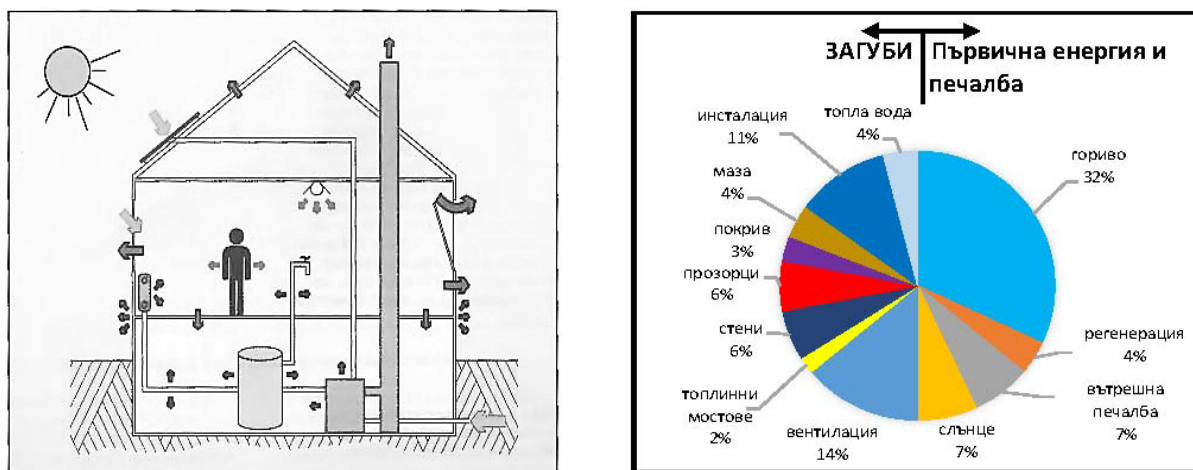 ЗАГУБИ
Първична енергия и
печалба
топла вода
4%
инсталация
11%
маза
4%
покрив
3%
прозорци
6%
стени
6%
топлинни
мостове
2%
вентилация
14%
слънце
7%
вътрешна
печалба
7%
регенерация
4%
гориво
32%